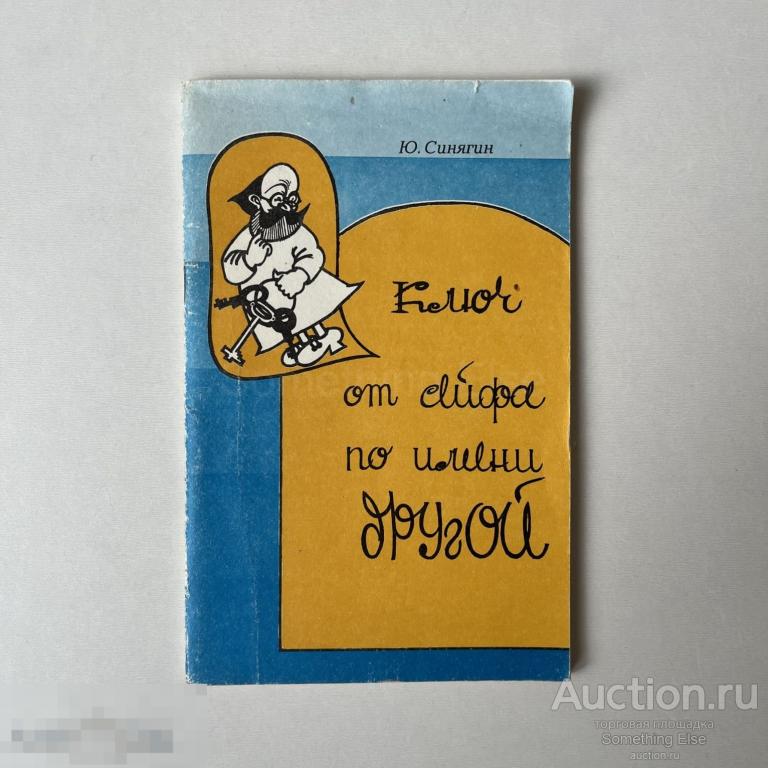 Ю. Синягин
Ключ
от сейфа
по имени
ДРУГОЙ
Auction.ru
торговая площадка
Something Else
auction.ru